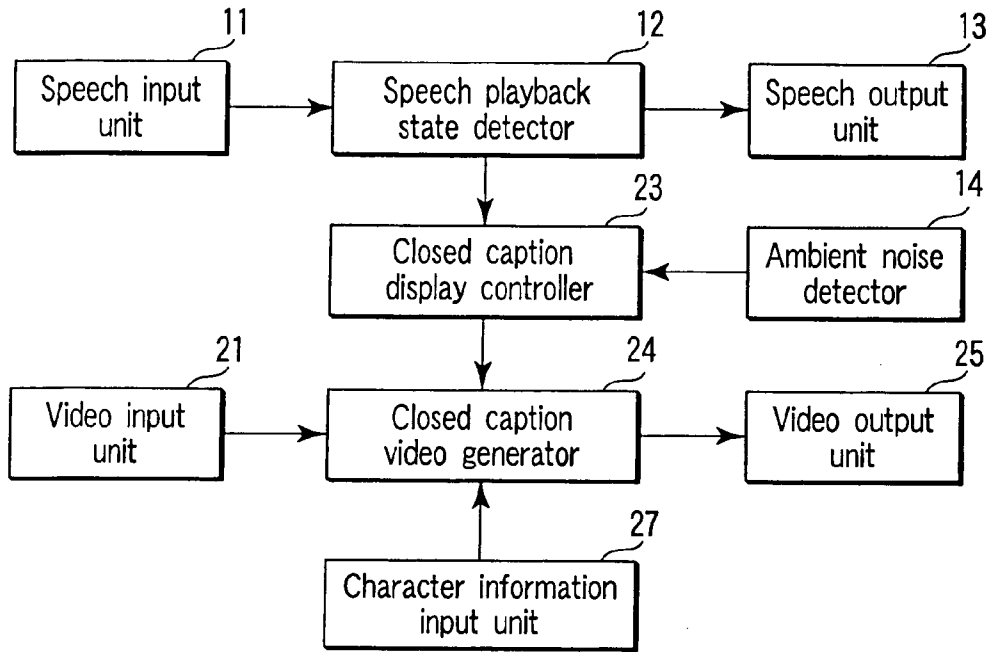 11
12
13
Speech input
unit
Speech playback
state detector
Speech output
unit
23
14
Closed caption
display controller
Ambient noise
detector
21
24
25
Video input
unit
Closed caption
video generator
Video output
unit
27
Character information
input unit